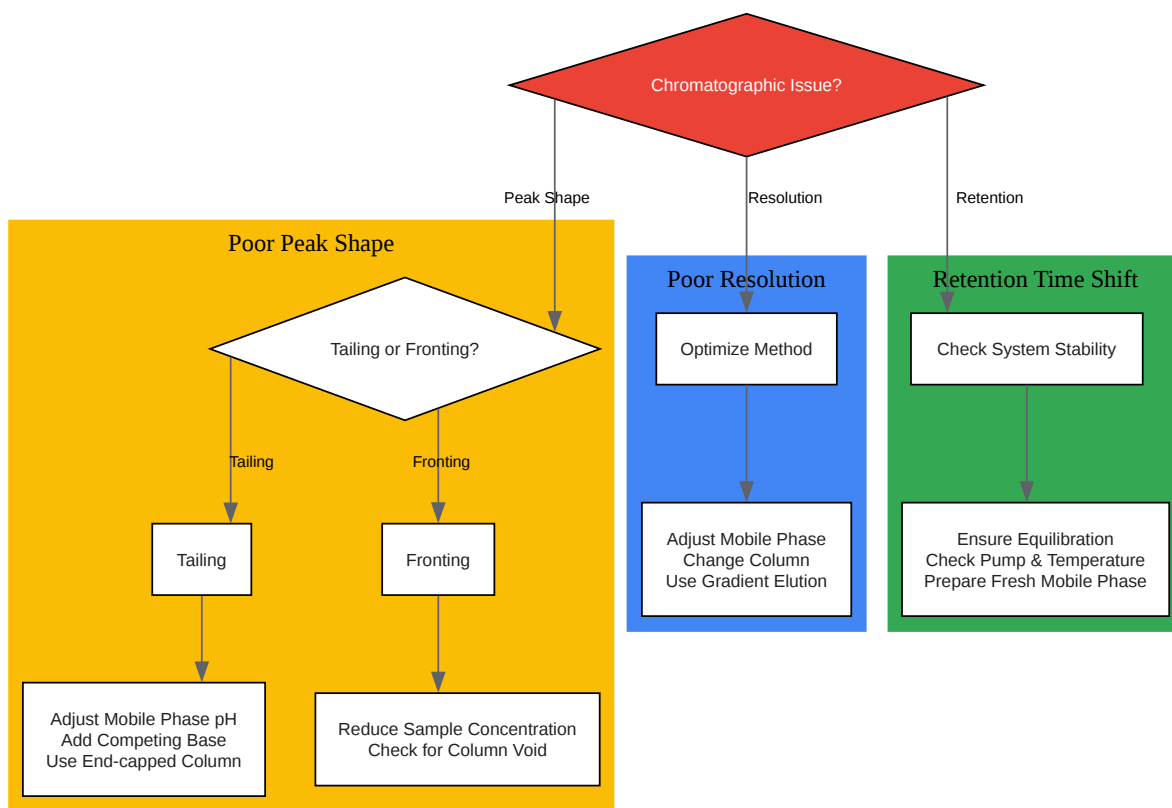 Chromatographic Issue?
Peak Shape
Resolution
Retention
Poor Peak Shape
Tailing or Fronting?
Tailing
Fronting
Tailing
Fronting
Adjust Mobile Phase pH
Add Competing Base
Use End-capped Column
Reduce Sample Concentration
Check for Column Void
Poor Resolution
Optimize Method
Adjust Mobile Phase
Change Column
Use Gradient Elution
Retention Time Shift
Check System Stability
Ensure Equilibration
Check Pump & Temperature
Prepare Fresh Mobile Phase